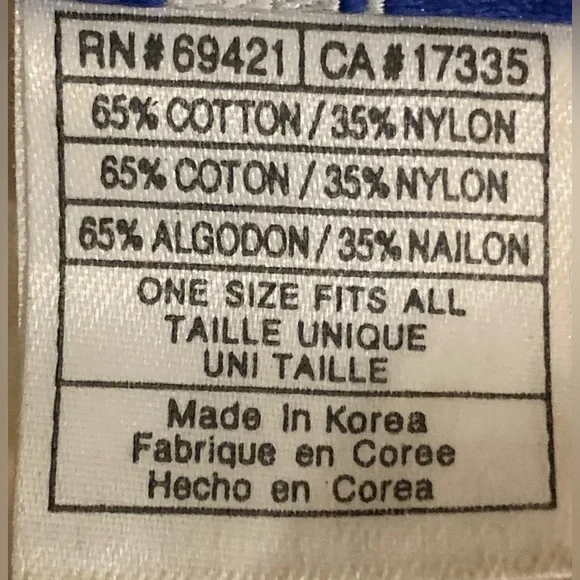 RN#69421 CA#17335
65% COTTON / 35% NYLON
65% COTON / 35% NYLON
65% ALGODON / 35% NAILON
ONE SIZE FITS ALL
TAILLE UNIQUE
UNI TAILLE
Made In Korea
Fabrique en Coree
Hecho en Corea